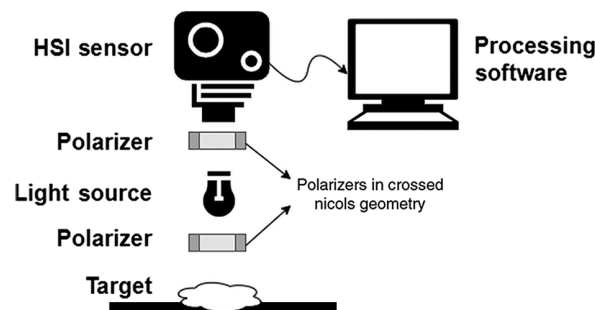 HSI sensor
Processing
software
Polarizer
Light source
Polarizers in crossed
nicols geometry
Polarizer
Target